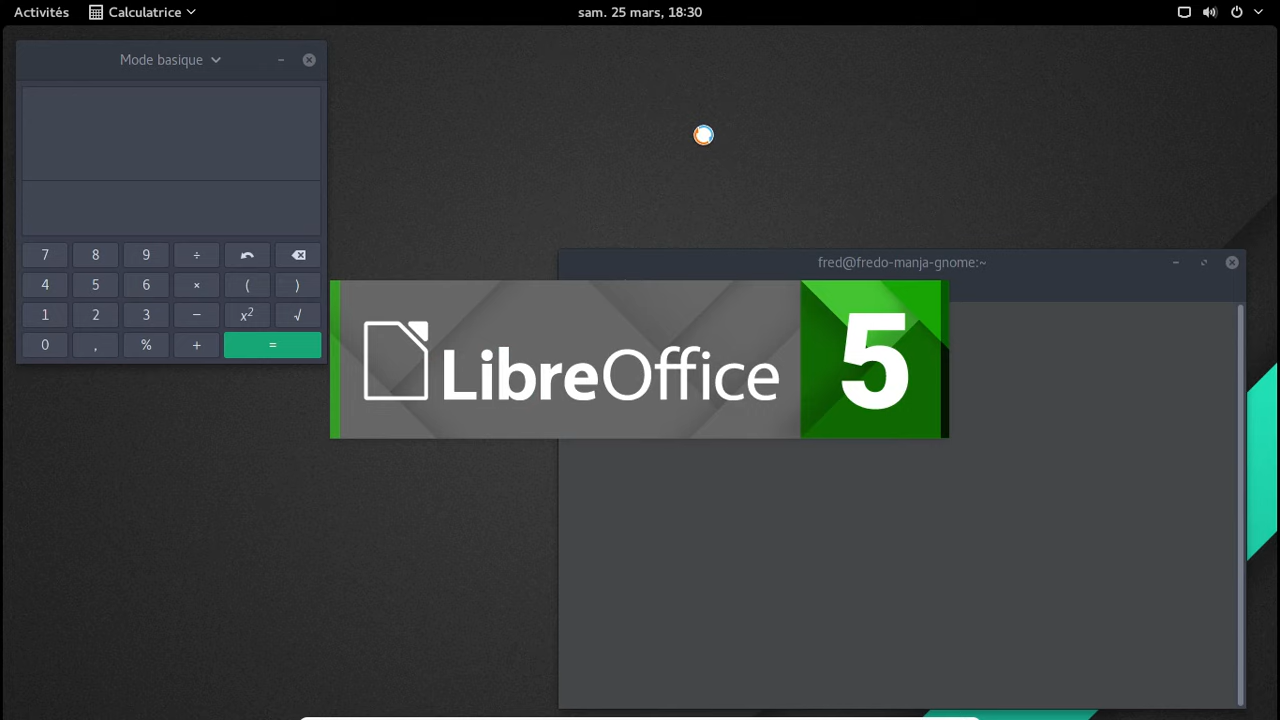 Activités
Calculatrice
sam. 25 mars, 18:30
Mode basique
fred@fredo-manja-gnome:~
7 8 9 ÷
4 5 6 × ( )
1 2 3 − x² √
0 , % + =
LibreOffice 5